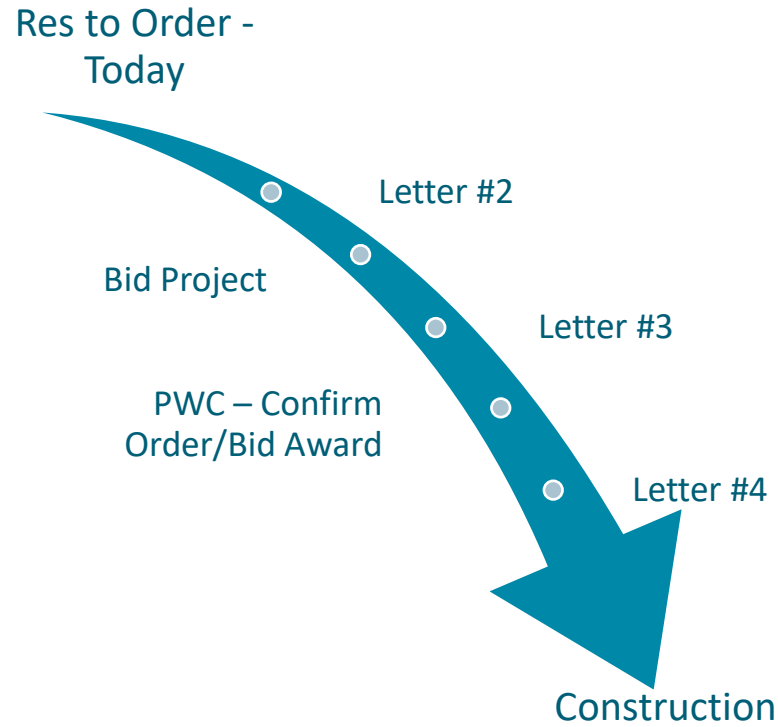 Res to Order -
Today
Letter #2
Bid Project
Letter #3
PWC – Confirm
Order/Bid Award
Letter #4
Construction